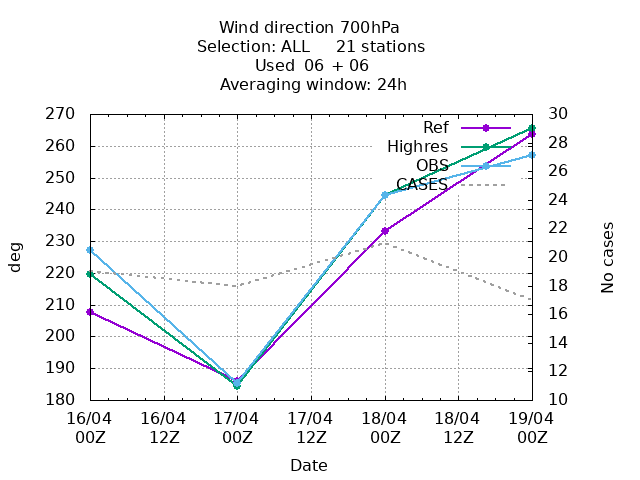 Wind direction 700hPa
Selection: ALL 21 stations
Used 06 + 06
Averaging window: 24h
270 30
260 28
250 26
240 24
230 22
220 20
210 18
200 16
190 14
180 12
10
deg
No cases
Ref
Highres
OBS
CASES
16/04 16/04 17/04 17/04 18/04 18/04 19/04
00Z 12Z 00Z 12Z 00Z 12Z 00Z
Date